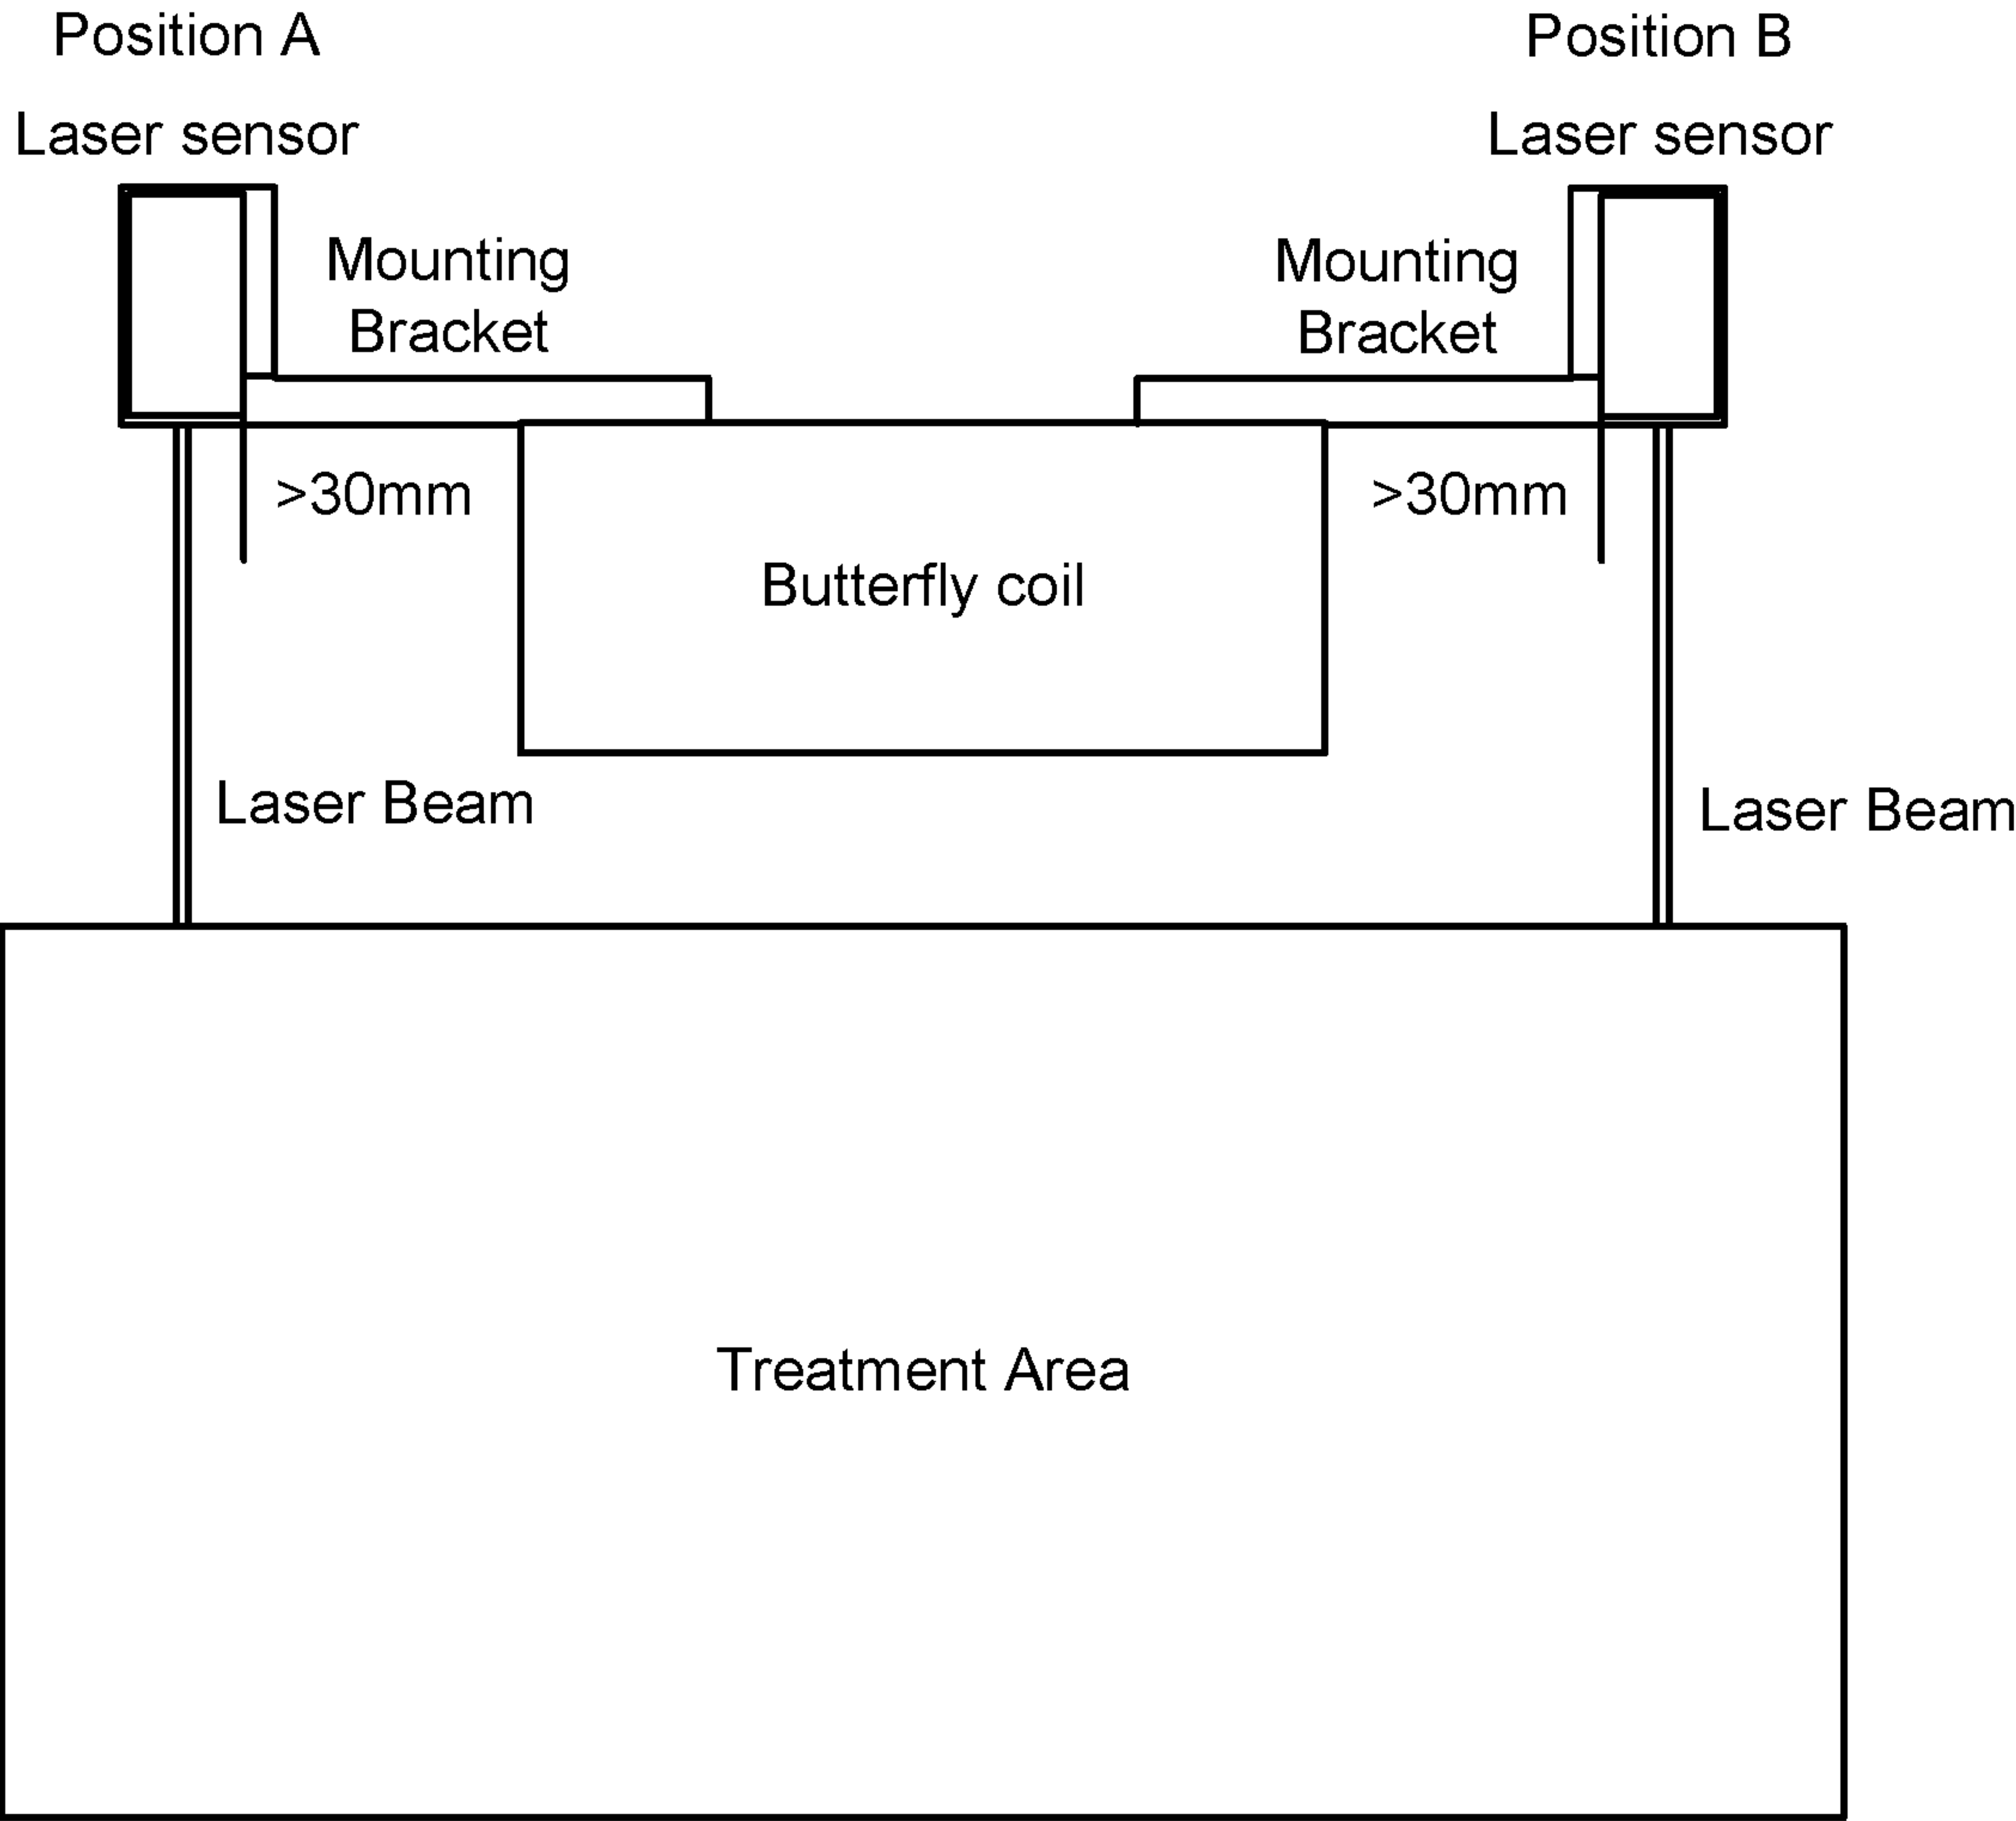 Position A
Position B
Laser sensor
Laser sensor
Mounting
Bracket
Mounting
Bracket
>30mm
>30mm
Butterfly coil
Laser Beam
Laser Beam
Treatment Area